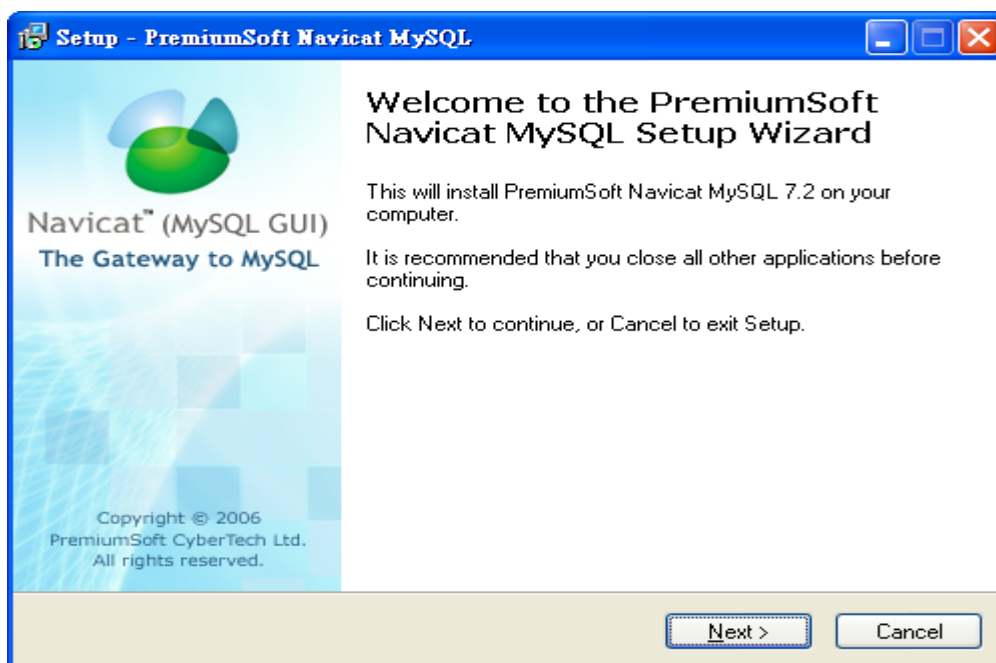 Setup - PremiumSoft Navicat MySQL
Navicat™ (MySQL GUI)
The Gateway to MySQL
Copyright © 2006
PremiumSoft CyberTech Ltd.
All rights reserved.
Welcome to the PremiumSoft
Navicat MySQL Setup Wizard
This will install PremiumSoft Navicat MySQL 7.2 on your
computer.
It is recommended that you close all other applications before
continuing.
Click Next to continue, or Cancel to exit Setup.
Next >
Cancel